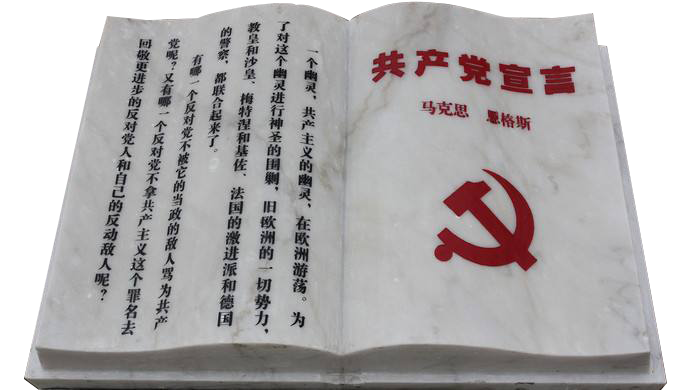 共产党宣言
马克思 恩格斯
一个幽灵，共产主义的幽灵，在欧洲游荡。为
了对这个幽灵进行神圣的围剿，旧欧洲的一切势力，
教皇和沙皇、梅特涅和基佐、法国的激进派和德国
的警察，都联合起来了。
有哪一个反对党不被它的当政的敌人骂为共产
党呢？又有哪一个反对党不拿共产主义这个罪名去
回敬更进步的反对党人和自己的反动敌人呢？